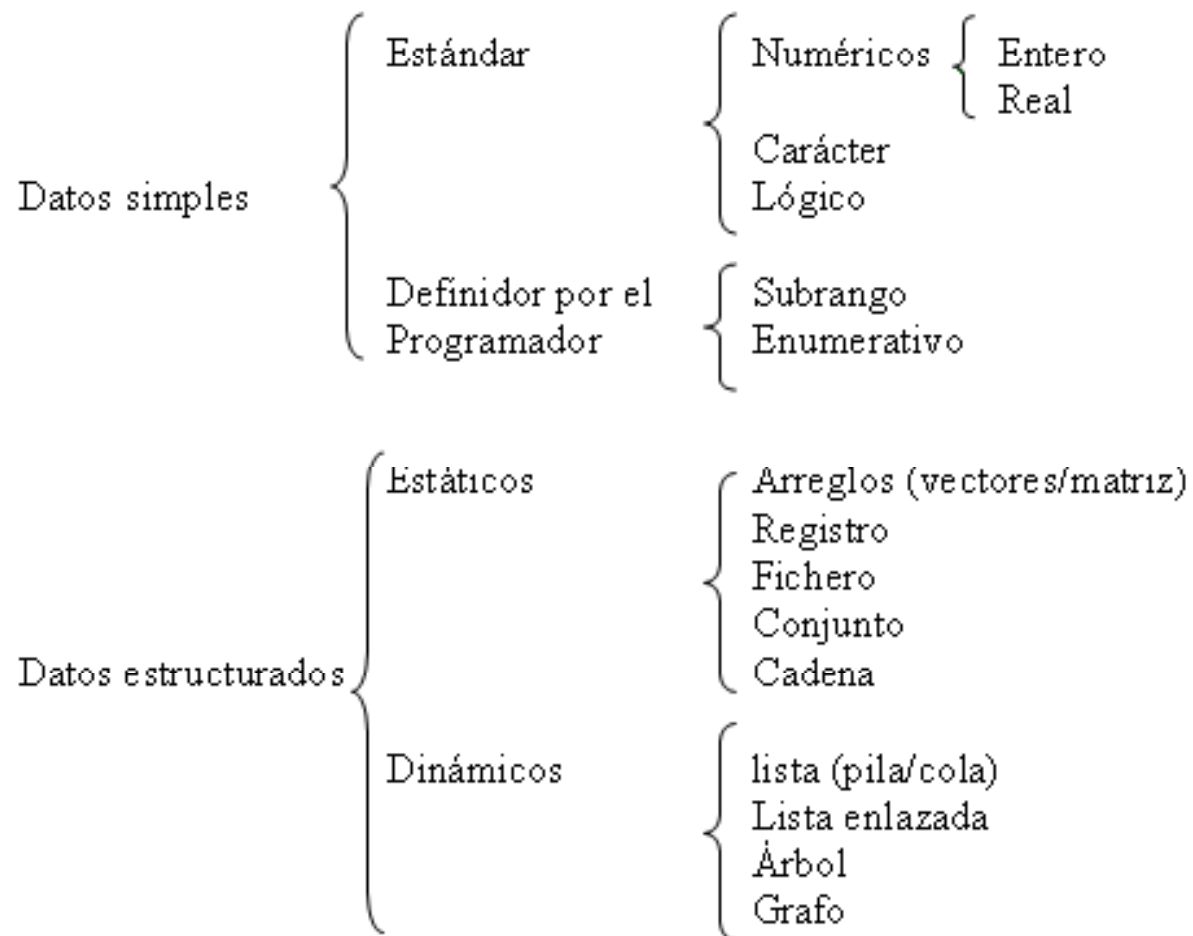 Estándar
Numéricos
Entero
Real
Carácter
Lógico
Datos simples
Definidor por el
Programador
Subrango
Enumerativo
Estáticos
Arreglos (vectores/matriz)
Registro
Fichero
Conjunto
Cadena
Datos estructurados
Dinámicos
lista (pila/cola)
Lista enlazada
Árbol
Grafo